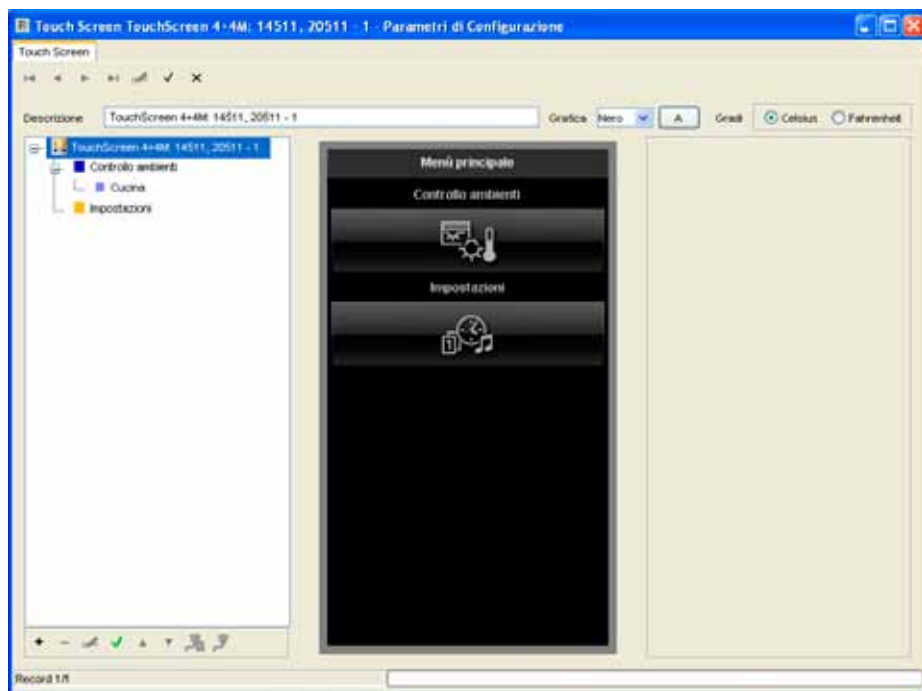 Touch Screen TouchScreen 4+4M: 14511, 20511 - 1 - Parametri di Configurazione
Touch Screen
Descrizione TouchScreen 4+4M: 14511, 20511 - 1 Grafica Nero A Gradi Celsius Fahrenheit
TouchScreen 4+4M: 14511, 20511 - 1
Controllo ambienti
Cucina
Impostazioni
Menù principale
Controllo ambienti
Impostazioni
1
Record 1/1